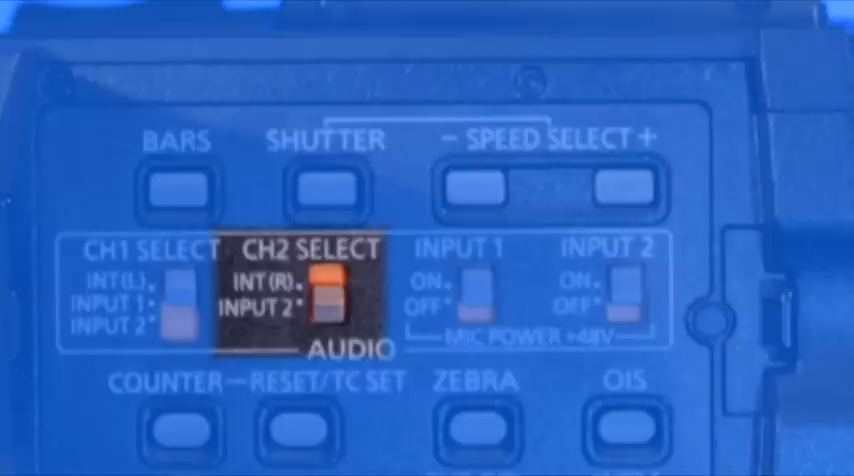 BARS SHUTTER - SPEED SELECT +
CH1 SELECT CH2 SELECT INPUT 1 INPUT 2
INT(L) INT(R) ON ON
INPUT 1 INPUT 2 OFF OFF
INPUT 2
MIC POWER +48V
AUDIO
COUNTER RESET/TC SET ZEBRA OIS